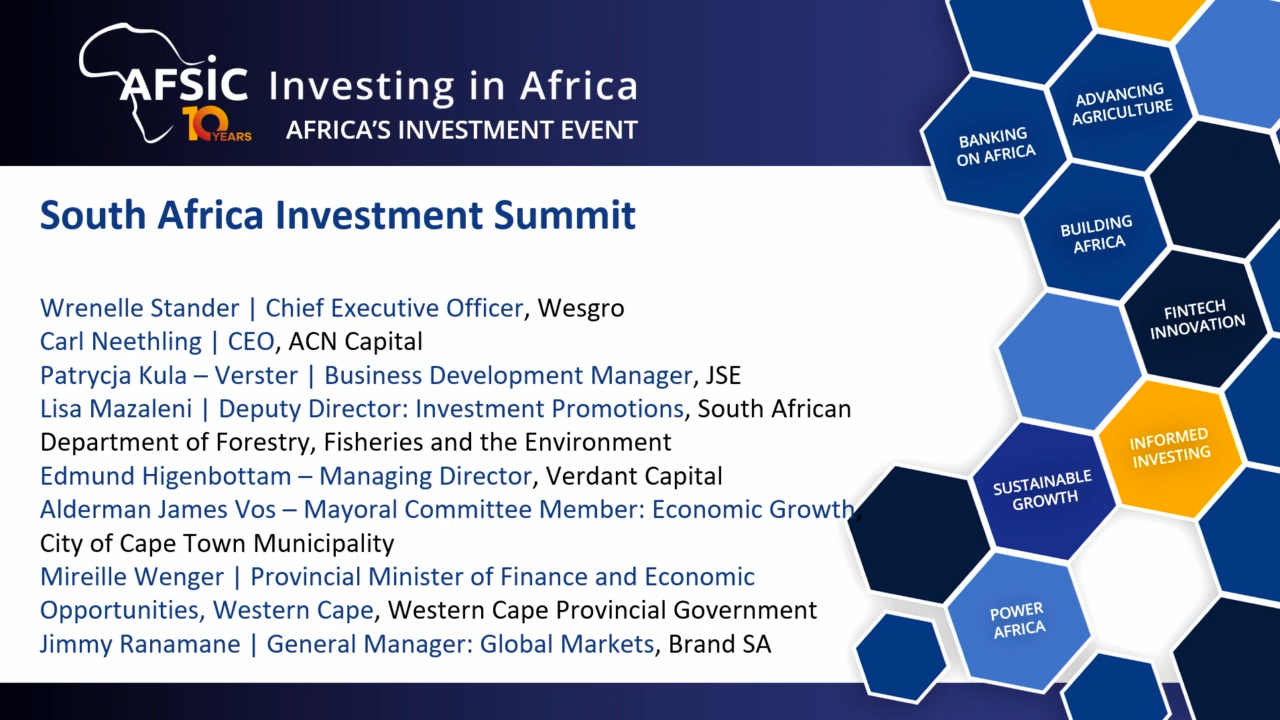 AFSIC
10 YEARS
Investing in Africa
AFRICA'S INVESTMENT EVENT
South Africa Investment Summit
Wrenelle Stander | Chief Executive Officer, Wesgro
Carl Neethling | CEO, ACN Capital
Patrycja Kula – Verster | Business Development Manager, JSE
Lisa Mazaleni | Deputy Director: Investment Promotions, South African
Department of Forestry, Fisheries and the Environment
Edmund Higenbottam – Managing Director, Verdant Capital
Alderman James Vos – Mayoral Committee Member: Economic Growth,
City of Cape Town Municipality
Mireille Wenger | Provincial Minister of Finance and Economic
Opportunities, Western Cape, Western Cape Provincial Government
Jimmy Ranamane | General Manager: Global Markets, Brand SA
ADVANCING
AGRICULTURE
BANKING
ON AFRICA
BUILDING
AFRICA
FINTECH
INNOVATION
INFORMED
INVESTING
SUSTAINABLE
GROWTH
POWER
AFRICA